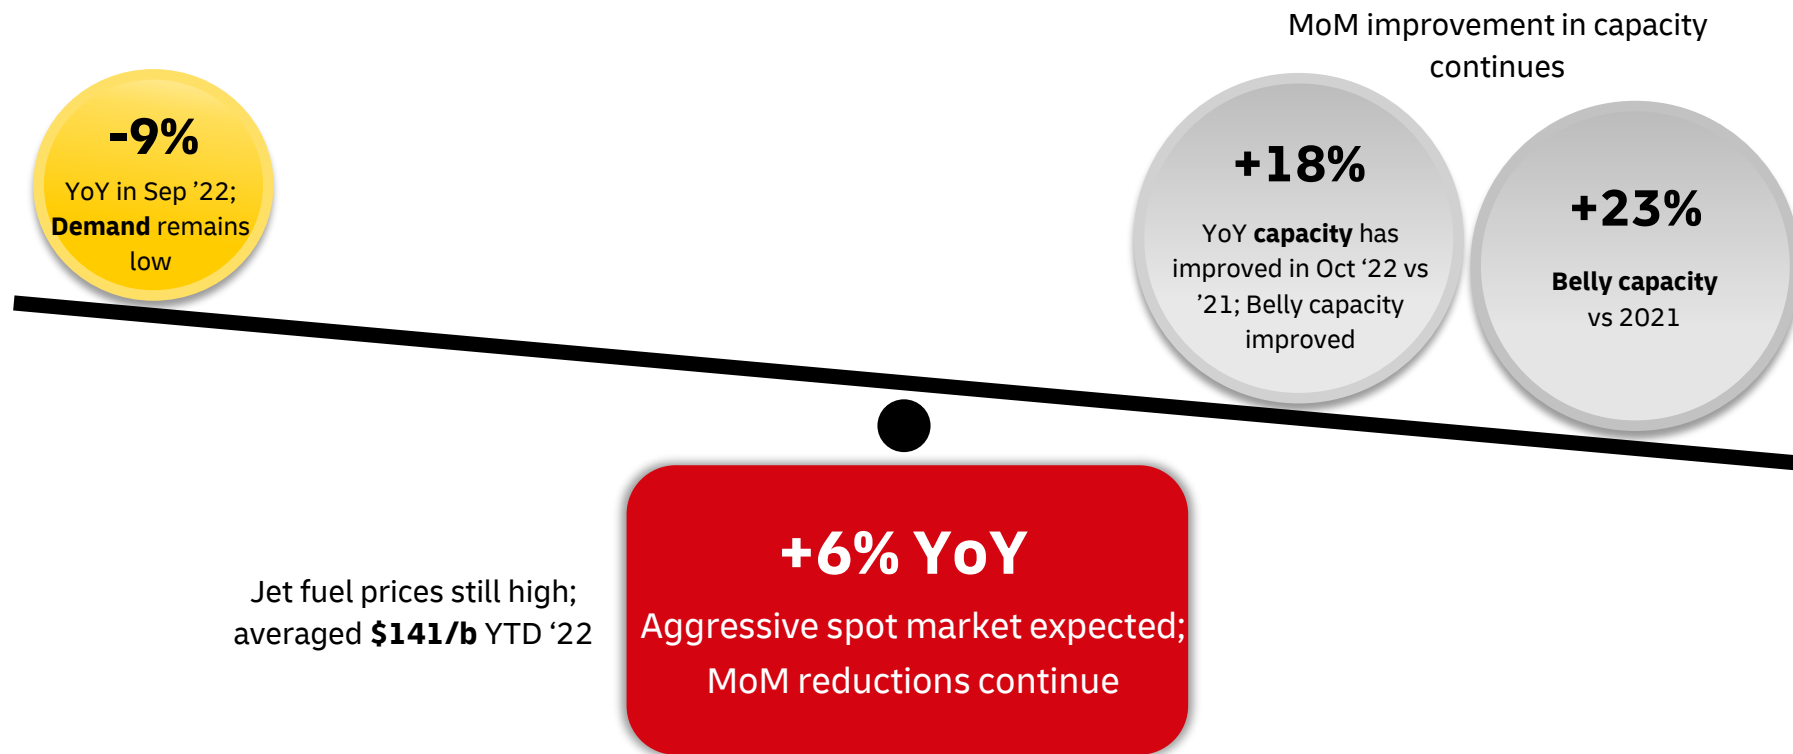 MoM improvement in capacity
continues
-9%
YoY in Sep ’22;
Demand remains
low
+18%
YoY capacity has
improved in Oct ‘22 vs
’21; Belly capacity
improved
+23%
Belly capacity
vs 2021
Jet fuel prices still high;
averaged $141/b YTD ‘22
+6% YoY
Aggressive spot market expected;
MoM reductions continue